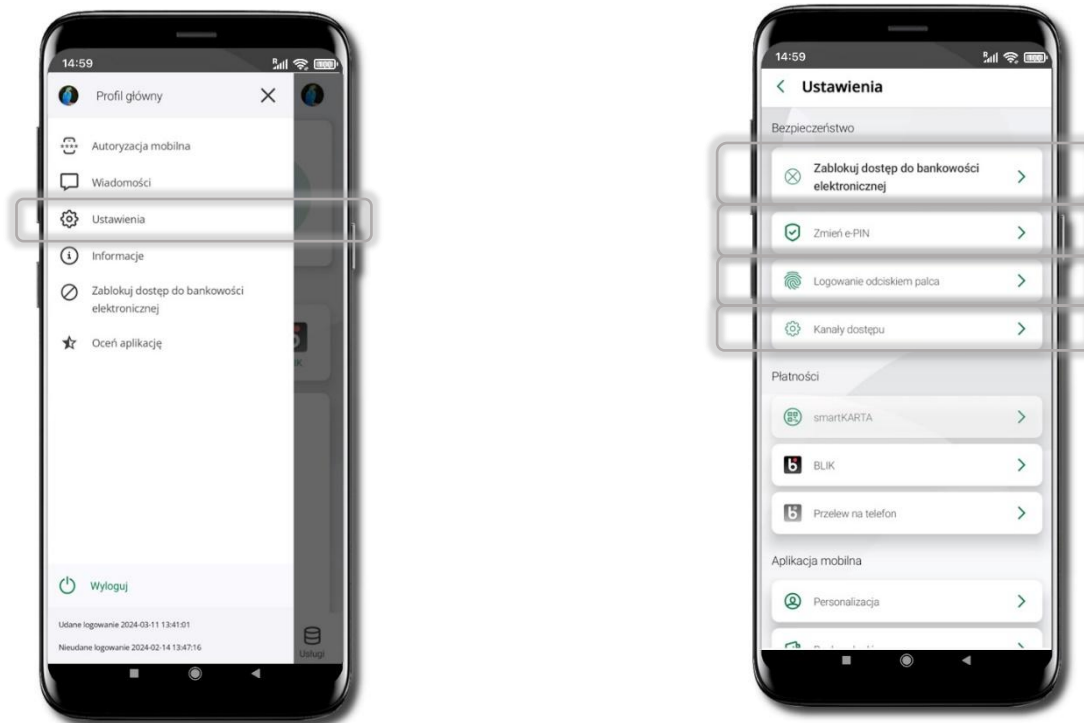 14:59
Profil główny
Autoryzacja mobilna
Wiadomości
Ustawienia
Informacje
Zablokuj dostęp do bankowości
elektronicznej
Oceń aplikację
Wyloguj
Udane logowanie 2024-03-11 13:41:01
Nieudane logowanie 2024-02-14 13:47:16
Usługi
14:59
Ustawienia
Bezpieczeństwo
Zablokuj dostęp do bankowości
elektronicznej
Zmień e-PIN
Logowanie odciskiem palca
Kanały dostępu
Płatności
smartKARTA
BLIK
Przelew na telefon
Aplikacja mobilna
Personalizacja